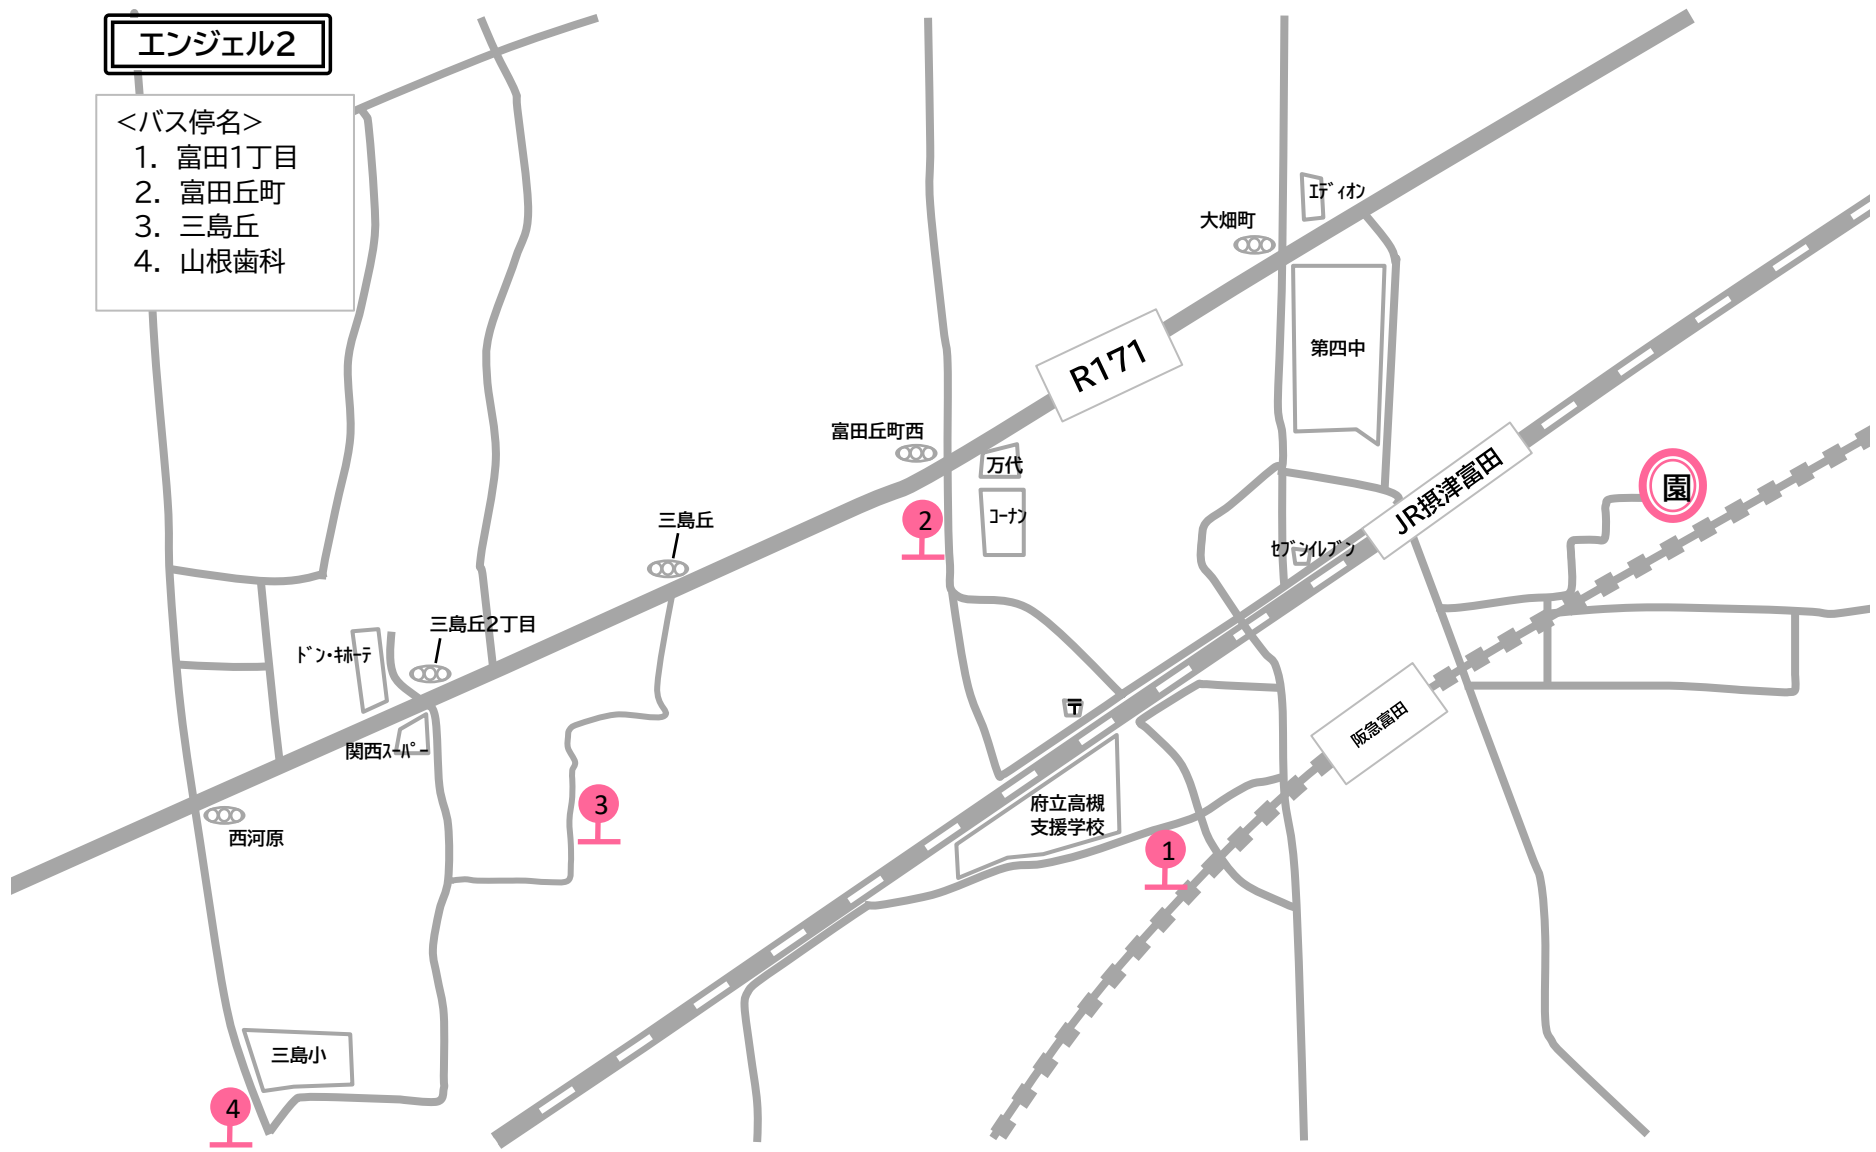 エンジェル2
<バス停名>
1. 富田1丁目
2. 富田丘町
3. 三島丘
4. 山根歯科
エディオン
大畑町
第四中
R171
富田丘町西
万代
コーナン
2
三島丘
JR摂津富田
園
セブンイレブン
三島丘2丁目
ドン・キホーテ
関西スーパー
〒
阪急富田
府立高槻
支援学校
3
西河原
1
三島小
4